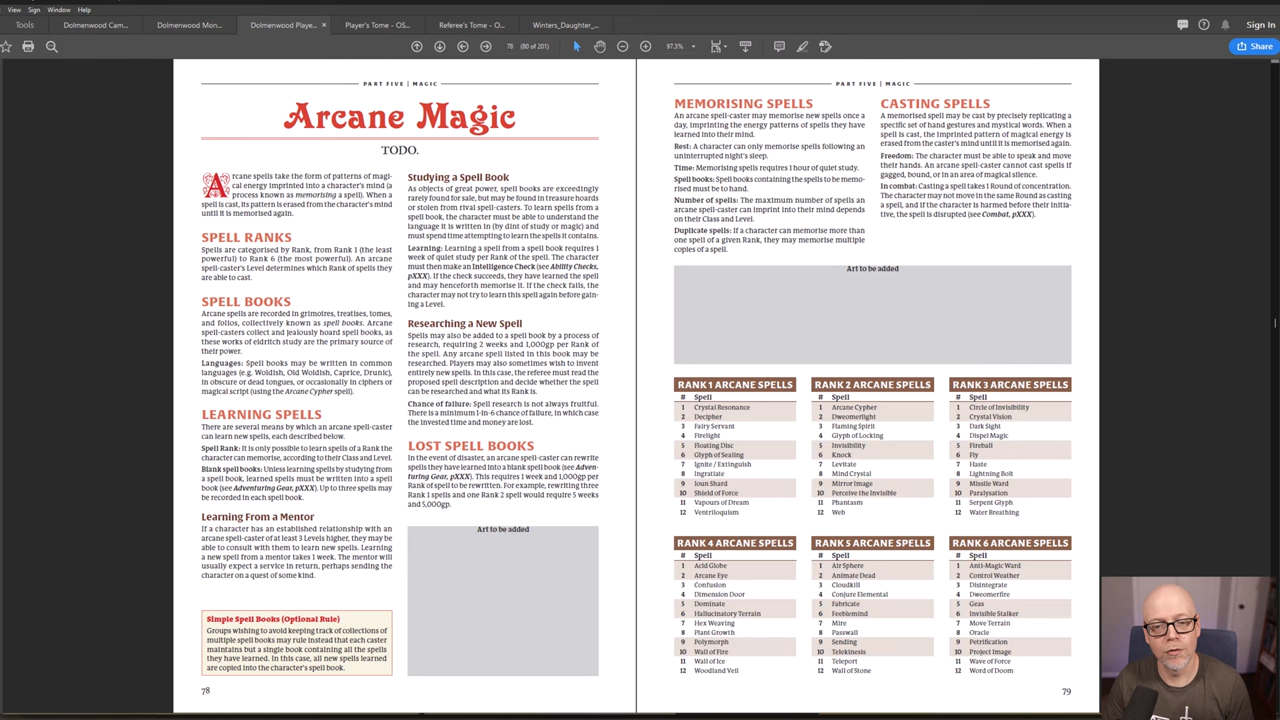 View Sign Window Help
Tools Dolmenwood Cam... Dolmenwood Mon... Dolmenwood Playe... × Player's Tome - OS... Referee's Tome - O... Winters_Daughter_... Sign In
78 (80 of 201) 97.3% Share
PART FIVE | MAGIC
Arcane Magic
TODO.
Arcane spells take the form of patterns of magi-
cal energy imprinted into a character's mind (a
process known as memorising a spell). When a
spell is cast, its pattern is erased from the character's mind
until it is memorised again.
SPELL RANKS
Spells are categorised by Rank, from Rank 1 (the least
powerful) to Rank 6 (the most powerful). An arcane
spell-caster's Level determines which Rank of spells they
are able to cast.
SPELL BOOKS
Arcane spells are recorded in grimoires, treatises, tomes,
and folios, collectively known as spell books. Arcane
spell-casters collect and jealously hoard spell books, as
these works of eldritch study are the primary source of
their power.
Languages: Spell books may be written in common
languages (e.g. Woldish, Old Woldish, Caprice, Drunic),
in obscure or dead tongues, or occasionally in ciphers or
magical script (using the Arcane Cypher spell).
LEARNING SPELLS
There are several means by which an arcane spell-caster
can learn new spells, each described below.
Spell Rank: It is only possible to learn spells of a Rank the
character can memorise, according to their Class and Level.
Blank spell books: Unless learning spells by studying from
a spell book, learned spells must be written into a spell
book (see Adventuring Gear, pXXX). Up to three spells may
be recorded in each spell book.
Learning From a Mentor
If a character has an established relationship with an
arcane spell-caster of at least 3 Levels higher, they may be
able to consult with them to learn new spells. Learning
a new spell from a mentor takes 1 week. The mentor will
usually expect a service in return, perhaps sending the
character on a quest of some kind.
Simple Spell Books (Optional Rule)
Groups wishing to avoid keeping track of collections of
multiple spell books may rule instead that each caster
maintains but a single book containing all the spells
they have learned. In this case, all new spells learned
are copied into the character's spell book.
78
Studying a Spell Book
As objects of great power, spell books are exceedingly
rarely found for sale, but may be found in treasure hoards
or stolen from rival spell-casters. To learn spells from a
spell book, the character must be able to understand the
language it is written in (by dint of study or magic) and
must spend time attempting to learn the spells it contains.
Learning: Learning a spell from a spell book requires 1
week of quiet study per Rank of the spell. The character
must then make an Intelligence Check (see Ability Checks,
pXXX). If the check succeeds, they have learned the spell
and may henceforth memorise it. If the check fails, the
character may not try to learn this spell again before gain-
ing a Level.
Researching a New Spell
Spells may also be added to a spell book by a process of
research, requiring 2 weeks and 1,000gp per Rank of
the spell. Any arcane spell listed in this book may be
researched. Players may also sometimes wish to invent
entirely new spells. In this case, the referee must read the
proposed spell description and decide whether the spell
can be researched and what its Rank is.
Chance of failure: Spell research is not always fruitful.
There is a minimum 1-in-6 chance of failure, in which case
the invested time and money are lost.
LOST SPELL BOOKS
In the event of disaster, an arcane spell-caster can rewrite
spells they have learned into a blank spell book (see Adven-
turing Gear, pXXX). This requires 1 week and 1,000gp per
Rank of spell to be rewritten. For example, rewriting three
Rank 1 spells and one Rank 2 spell would require 5 weeks
and 5,000gp.
Art to be added
PART FIVE | MAGIC
MEMORISING SPELLS
An arcane spell-caster may memorise new spells once a
day, imprinting the energy patterns of spells they have
learned into their mind.
Rest: A character can only memorise spells following an
uninterrupted night's sleep.
Time: Memorising spells requires 1 hour of quiet study.
Spell books: Spell books containing the spells to be memo-
rised must be to hand.
Number of spells: The maximum number of spells an
arcane spell-caster can imprint into their mind depends
on their Class and Level.
Duplicate spells: If a character can memorise more than
one spell of a given Rank, they may memorise multiple
copies of a spell.
CASTING SPELLS
A memorised spell may be cast by precisely replicating a
specific set of hand gestures and mystical words. When a
spell is cast, the imprinted pattern of magical energy is
erased from the caster's mind until it is memorised again.
Freedom: The character must be able to speak and move
their hands. An arcane spell-caster cannot cast spells if
gagged, bound, or in an area of magical silence.
In combat: Casting a spell takes 1 Round of concentration.
The character may not move in the same Round as casting
a spell, and if the character is harmed before their initia-
tive, the spell is disrupted (see Combat, pXXX).
Art to be added
RANK 1 ARCANE SPELLS
# Spell
1 Crystal Resonance
2 Decipher
3 Fairy Servant
4 Firelight
5 Floating Disc
6 Glyph of Sealing
7 Ignite / Extinguish
8 Ingratiate
9 Ioun Shard
10 Shield of Force
11 Vapours of Dream
12 Ventriloquism
RANK 2 ARCANE SPELLS
# Spell
1 Arcane Cypher
2 Dweomerlight
3 Flaming Spirit
4 Glyph of Locking
5 Invisibility
6 Knock
7 Levitate
8 Mind Crystal
9 Mirror Image
10 Perceive the Invisible
11 Phantasm
12 Web
RANK 3 ARCANE SPELLS
# Spell
1 Circle of Invisibility
2 Crystal Vision
3 Dark Sight
4 Dispel Magic
5 Fireball
6 Fly
7 Haste
8 Lightning Bolt
9 Missile Ward
10 Paralysation
11 Serpent Glyph
12 Water Breathing
RANK 4 ARCANE SPELLS
# Spell
1 Acid Globe
2 Arcane Eye
3 Confusion
4 Dimension Door
5 Dominate
6 Hallucinatory Terrain
7 Hex Weaving
8 Plant Growth
9 Polymorph
10 Wall of Fire
11 Wall of Ice
12 Woodland Veil
RANK 5 ARCANE SPELLS
# Spell
1 Air Sphere
2 Animate Dead
3 Cloudkill
4 Conjure Elemental
5 Fabricate
6 Feeblemind
7 Mire
8 Passwall
9 Sending
10 Telekinesis
11 Teleport
12 Wall of Stone
RANK 6 ARCANE SPELLS
# Spell
1 Anti-Magic Ward
2 Control Weather
3 Disintegrate
4 Dweomerfire
5 Geas
6 Invisible Stalker
7 Move Terrain
8 Oracle
9 Petrification
10 Project Image
11 Wave of Force
12 Word of Doom
79